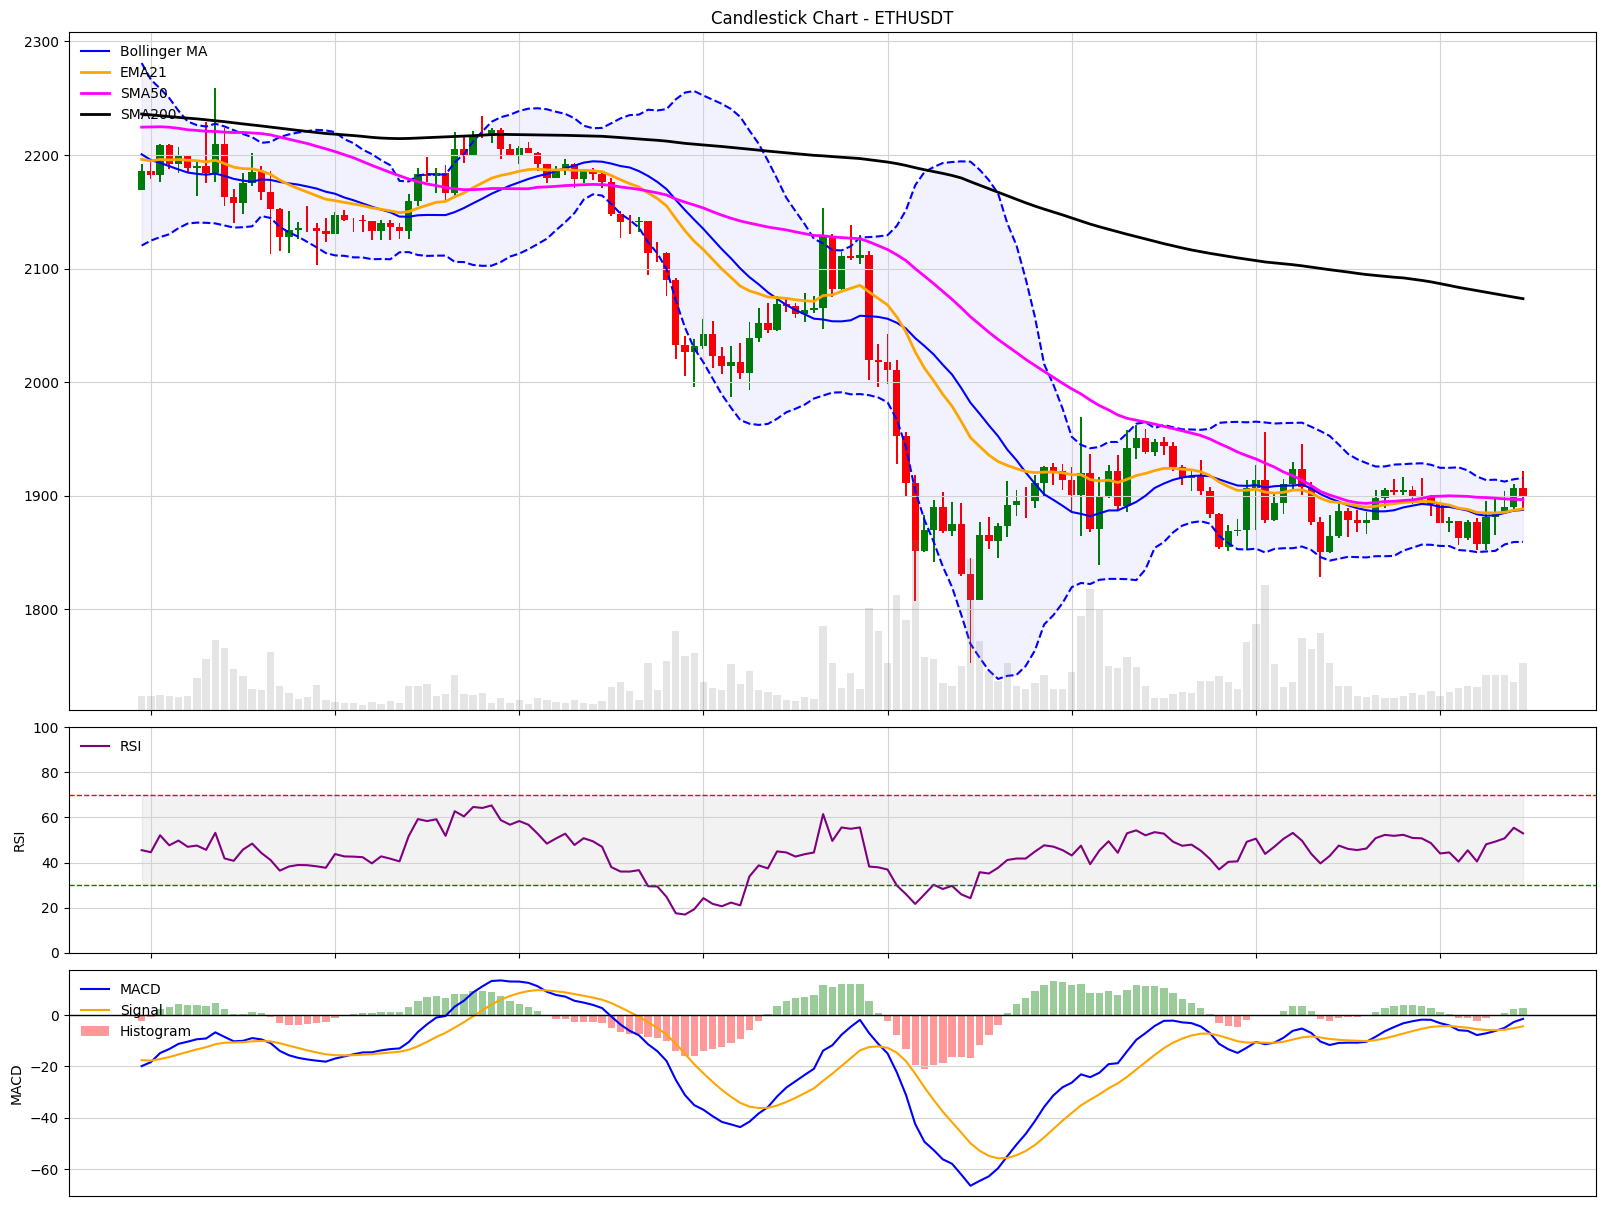 Candlestick Chart - ETHUSDT
2300
2200
2100
2000
1900
1800
Bollinger MA
EMA21
SMA50
SMA200
100
80
60
40
20
0
RSI
RSI
0
−20
−40
−60
MACD
MACD
Signal
Histogram